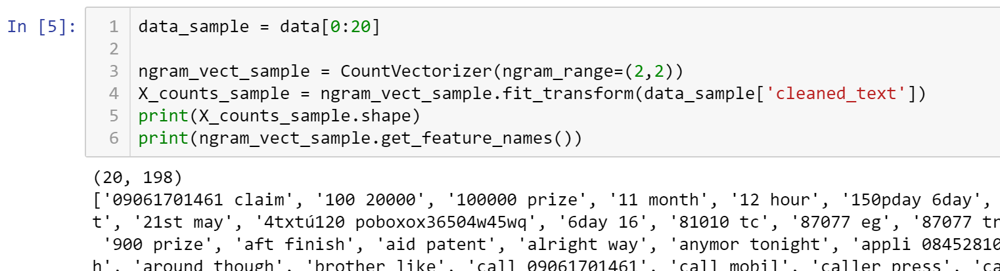 In [5]:
1 data_sample = data[0:20]
2
3 ngram_vect_sample = CountVectorizer(ngram_range=(2,2))
4 X_counts_sample = ngram_vect_sample.fit_transform(data_sample['cleaned_text'])
5 print(X_counts_sample.shape)
6 print(ngram_vect_sample.get_feature_names())
(20, 198)
['09061701461 claim', '100 20000', '100000 prize', '11 month', '12 hour', '150pday 6day',
t', '21st may', '4txtú120 poboxox36504w45wq', '6day 16', '81010 tc', '87077 eg', '87077 tr
'900 prize', 'aft finish', 'aid patent', 'alright way', 'anymor tonight', 'appli 08452810
h', 'around though', 'brother like', 'call 09061701461', 'call mobil', 'caller press', 'ca